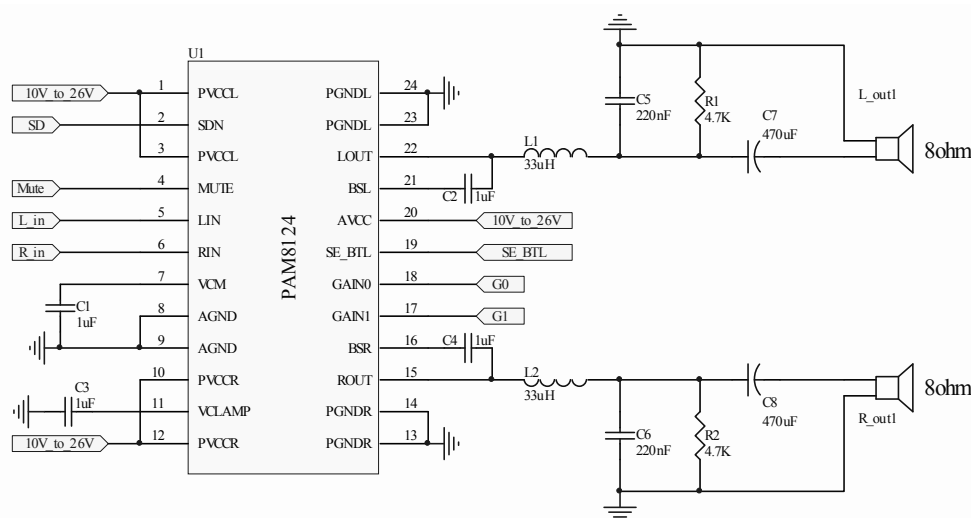 U1
PAM8124
10V_to_26V
1
PVCCL
SD
2
SDN
3
PVCCL
Mute
4
MUTE
L_in
5
LIN
R_in
6
RIN
7
VCM
C1
1uF
8
AGND
9
AGND
10
PVCCR
C3
1uF
11
VCLAMP
10V_to_26V
12
PVCCR
PGNDL
24
PGNDL
23
LOUT
22
BSL
21
C2
1uF
AVCC
20
10V_to_26V
SE_BTL
19
SE_BTL
GAIN0
18
G0
GAIN1
17
G1
BSR
16
C4
1uF
ROUT
15
PGNDR
14
PGNDR
13
L1
33uH
C5
220nF
R1
4.7K
C7
470uF
L_out1
8ohm
L2
33uH
C6
220nF
R2
4.7K
C8
470uF
R_out1
8ohm